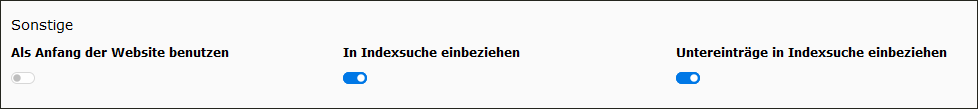 Sonstige
Als Anfang der Website benutzen
In Indexsuche einbeziehen
Untereinträge in Indexsuche einbeziehen